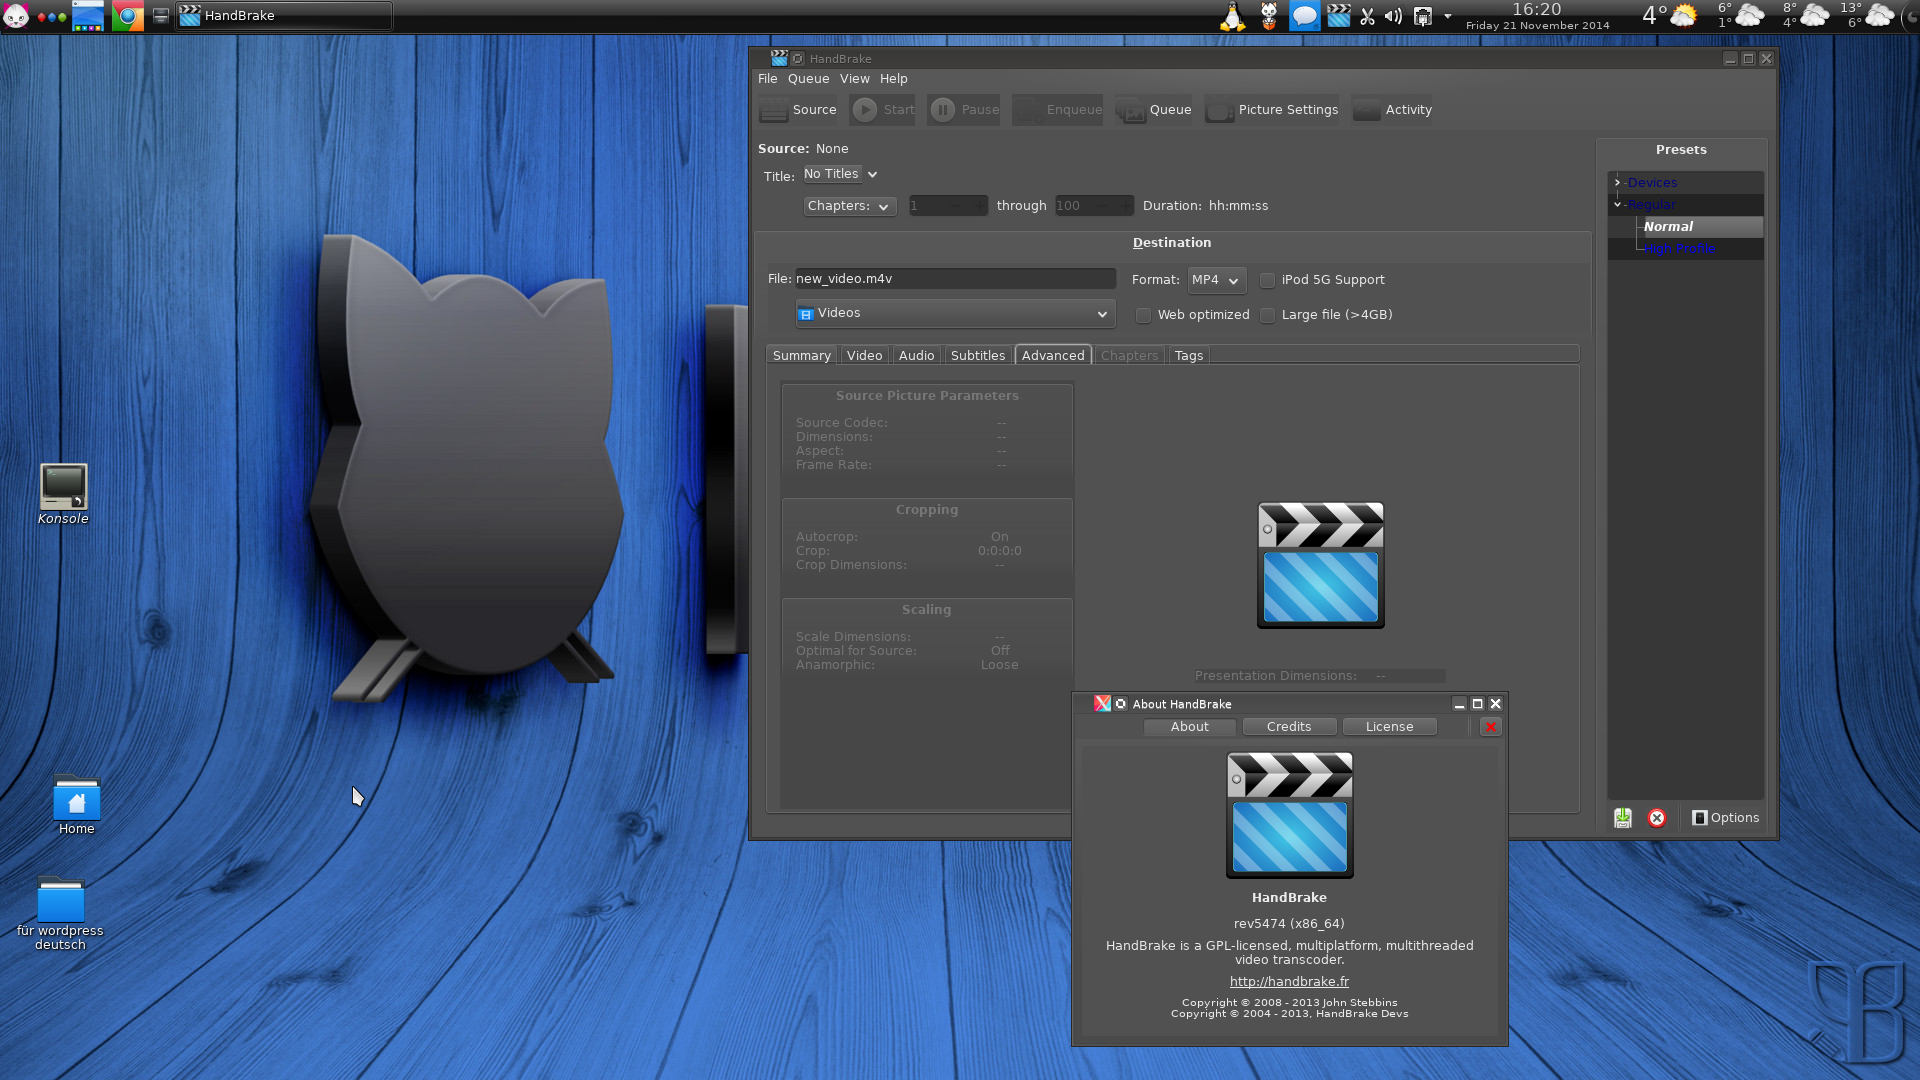 HandBrake
16:20
Friday 21 November 2014
4°
6°
1°
8°
4°
13°
6°
HandBrake
File Queue View Help
Source Start Pause Enqueue Queue Picture Settings Activity
Source: None
Title: No Titles
Chapters: 1 through 100 Duration: hh:mm:ss
Destination
File: new_video.m4v Format: MP4 iPod 5G Support
Videos Web optimized Large file (>4GB)
Summary Video Audio Subtitles Advanced Chapters Tags
Source Picture Parameters
Source Codec: --
Dimensions: --
Aspect: --
Frame Rate: --
Cropping
Autocrop: On
Crop: 0:0:0:0
Crop Dimensions: --
Scaling
Scale Dimensions: --
Optimal for Source: Off
Anamorphic: Loose
Presentation Dimensions: --
Presets
Devices
Regular
Normal
High Profile
Options
About HandBrake
About Credits License
HandBrake
rev5474 (x86_64)
HandBrake is a GPL-licensed, multiplatform, multithreaded
video transcoder.
http://handbrake.fr
Copyright © 2008 - 2013 John Stebbins
Copyright © 2004 - 2013, HandBrake Devs
Konsole
Home
für wordpress
deutsch